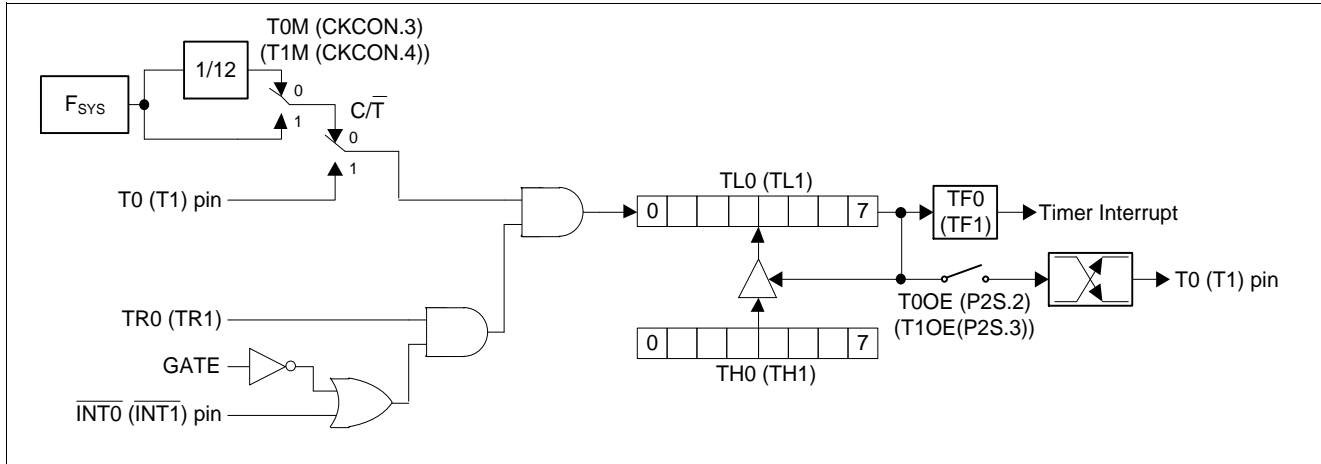 T0M (CKCON.3)
(T1M (CKCON.4))
1/12
FSYS
0
1
C/T̅
0
1
T0 (T1) pin
TL0 (TL1)
0 7
TF0
(TF1)
Timer Interrupt
T0 (T1) pin
T0OE (P2S.2)
(T1OE(P2S.3))
TR0 (TR1)
0 7
TH0 (TH1)
GATE
I̅N̅T̅0̅ (I̅N̅T̅1̅) pin